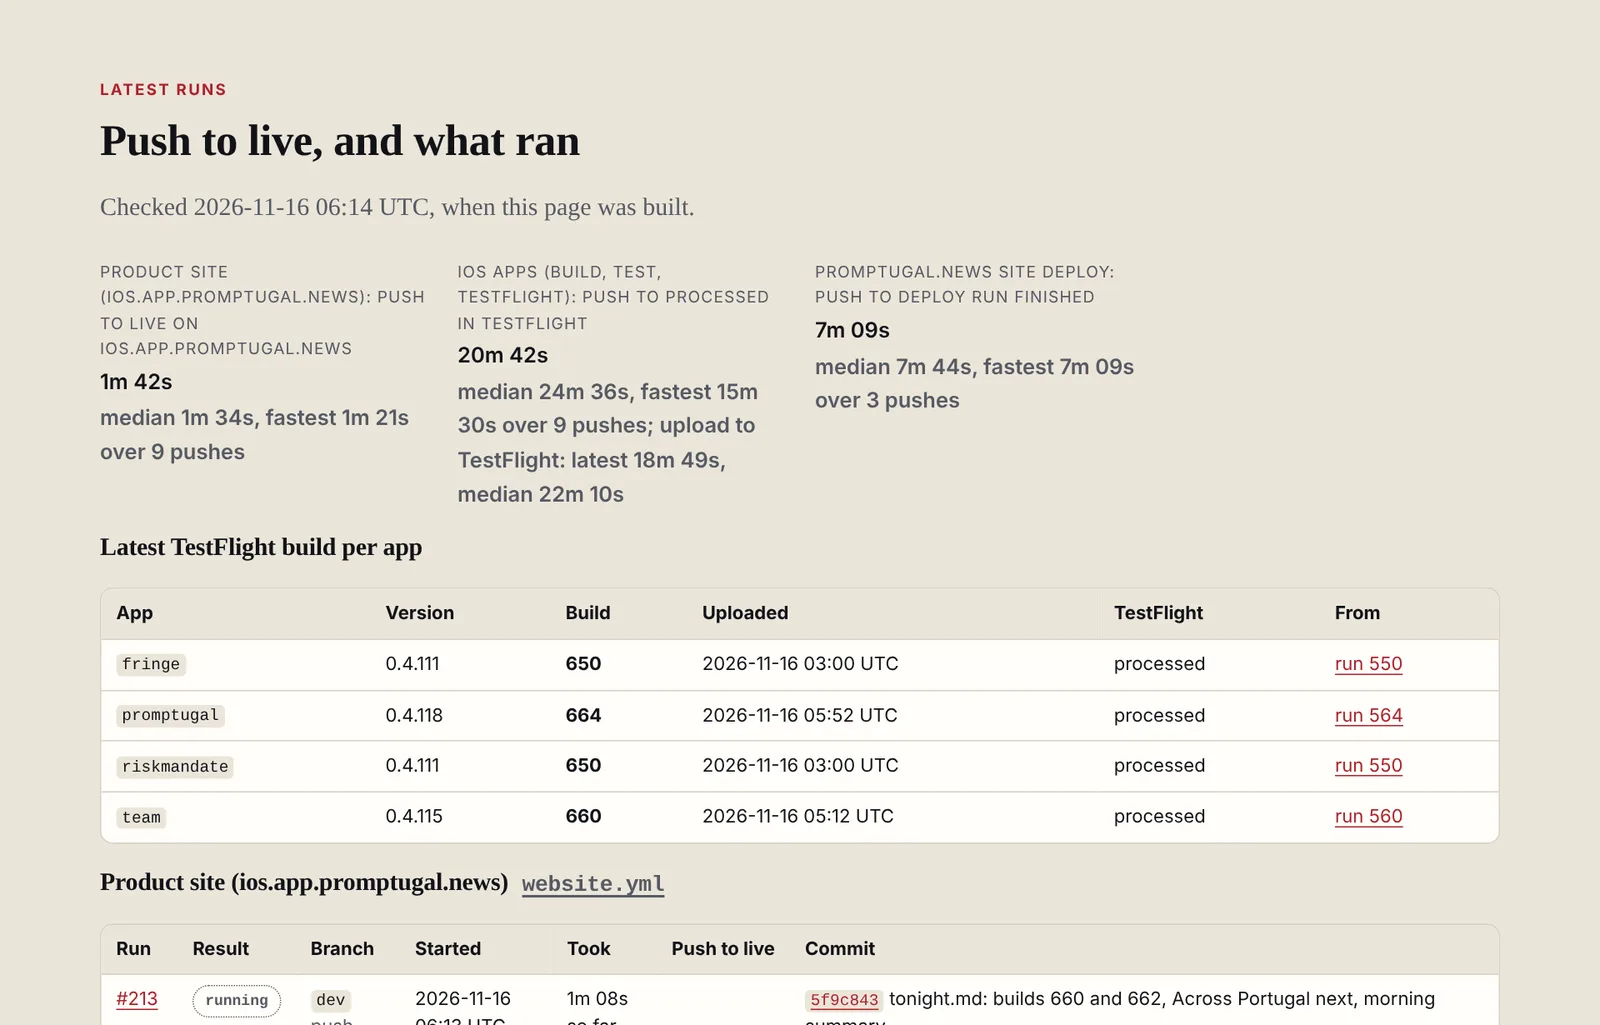 LATEST RUNS
Push to live, and what ran
Checked 2026-11-16 06:14 UTC, when this page was built.
PRODUCT SITE
(IOS.APP.PROMPTUGAL.NEWS): PUSH
TO LIVE ON
IOS.APP.PROMPTUGAL.NEWS
1m 42s
median 1m 34s, fastest 1m 21s
over 9 pushes
IOS APPS (BUILD, TEST,
TESTFLIGHT): PUSH TO PROCESSED
IN TESTFLIGHT
20m 42s
median 24m 36s, fastest 15m
30s over 9 pushes; upload to
TestFlight: latest 18m 49s,
median 22m 10s
PROMPTUGAL.NEWS SITE DEPLOY:
PUSH TO DEPLOY RUN FINISHED
7m 09s
median 7m 44s, fastest 7m 09s
over 3 pushes
Latest TestFlight build per app
App Version Build Uploaded TestFlight From
fringe 0.4.111 650 2026-11-16 03:00 UTC processed run 550
promptugal 0.4.118 664 2026-11-16 05:52 UTC processed run 564
riskmandate 0.4.111 650 2026-11-16 03:00 UTC processed run 550
team 0.4.115 660 2026-11-16 05:12 UTC processed run 560
Product site (ios.app.promptugal.news) website.yml
Run Result Branch Started Took Push to live Commit
#213 running dev 2026-11-16 1m 08s 5f9c843 tonight.md: builds 660 and 662, Across Portugal next, morning
push 06:13 UTC so far summary